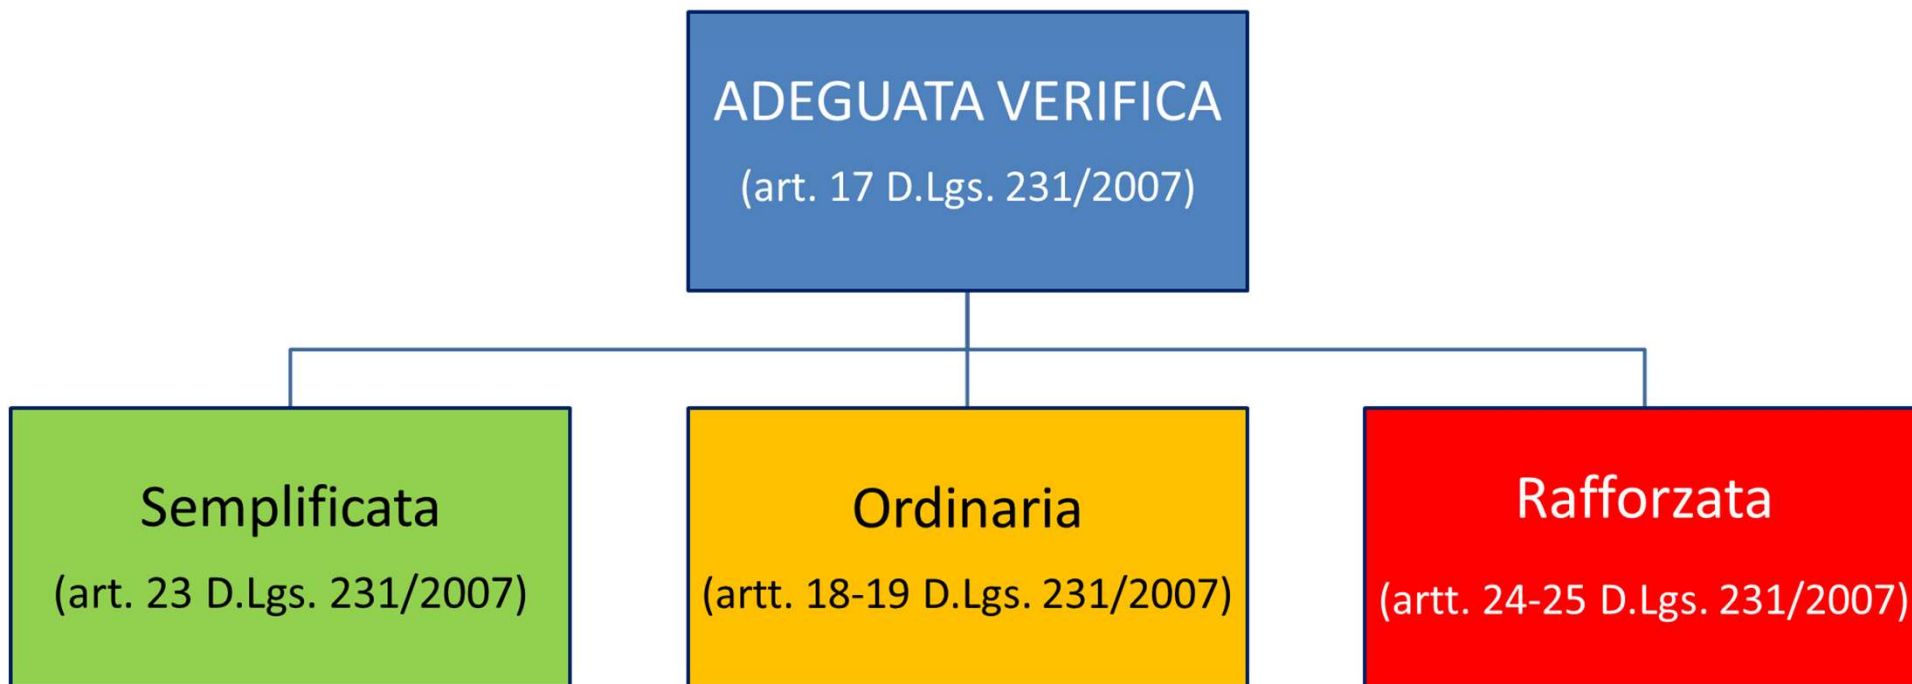 ADEGUATA VERIFICA
(art. 17 D.Lgs. 231/2007)
Semplificata
(art. 23 D.Lgs. 231/2007)
Ordinaria
(artt. 18-19 D.Lgs. 231/2007)
Rafforzata
(artt. 24-25 D.Lgs. 231/2007)